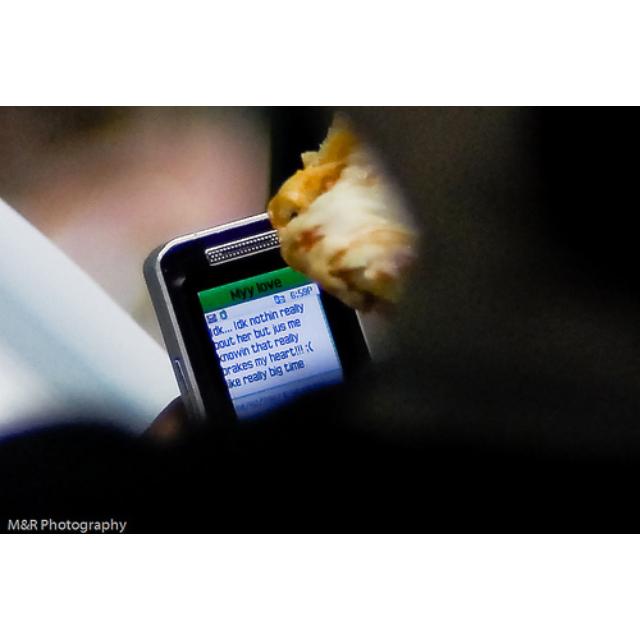 Myy love
6:59P
Idk... Idk nothin really
bout her but jus me
knowin that really
brakes my heart!!! :(
like really big time
M&R Photography